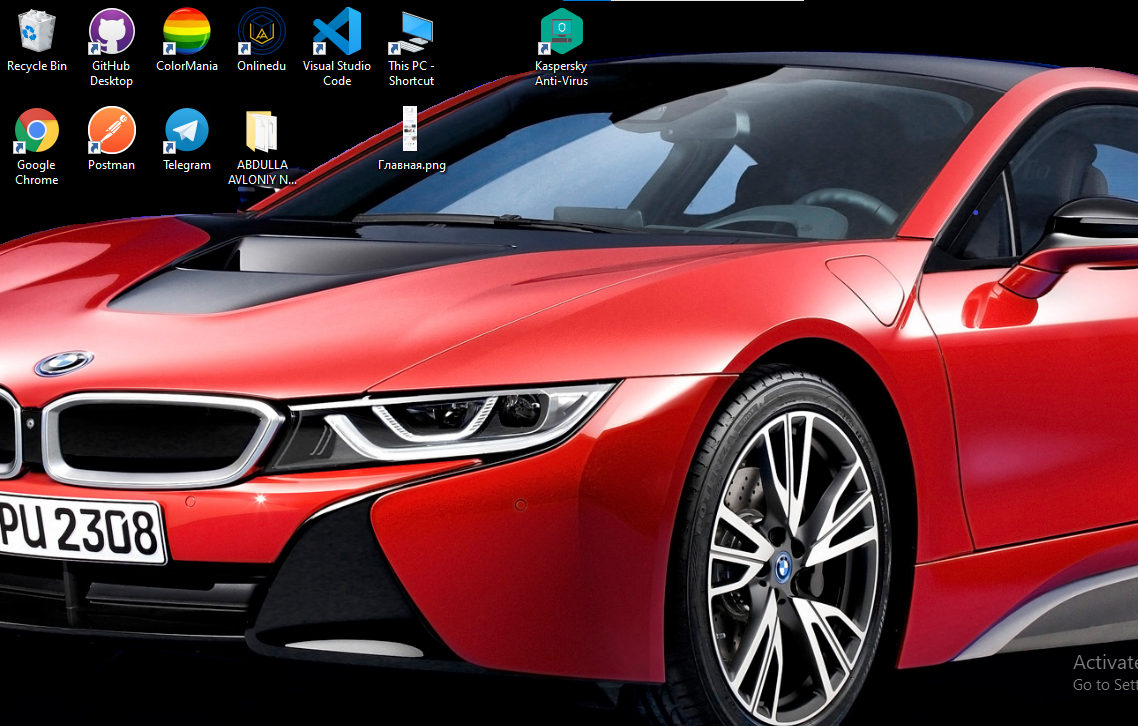 Recycle Bin
GitHub
Desktop
ColorMania
Onlinedu
Visual Studio
Code
This PC -
Shortcut
Kaspersky
Anti-Virus
Google
Chrome
Postman
Telegram
ABDULLA
AVLONIY N...
Главная.png
PU 2308
Activate
Go to Sett